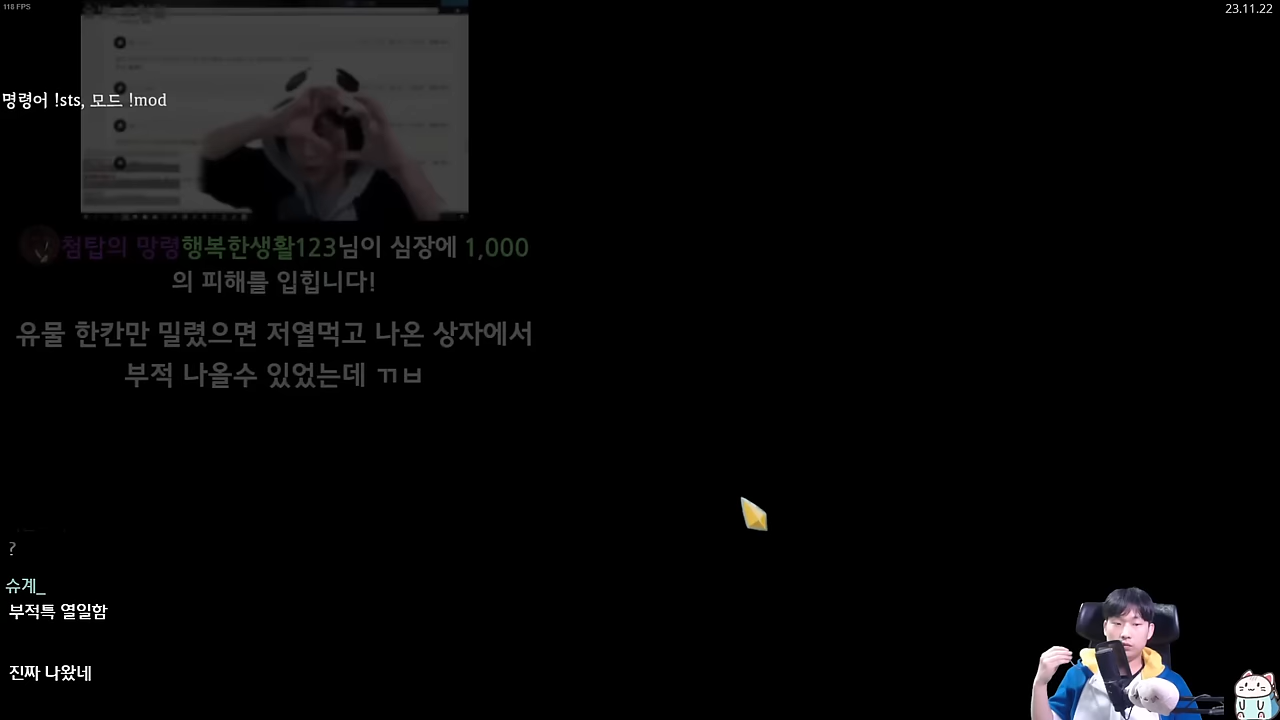 118 FPS
23.11.22
명령어 !sts, 모드 !mod
첨탑의 망령행복한생활123님이 심장에 1,000
의 피해를 입힙니다!
유물 한칸만 밀렸으면 저열먹고 나온 상자에서
부적 나올수 있었는데 ㄲㅂ
?
슈계_
부적특 열일함
진짜 나왔네